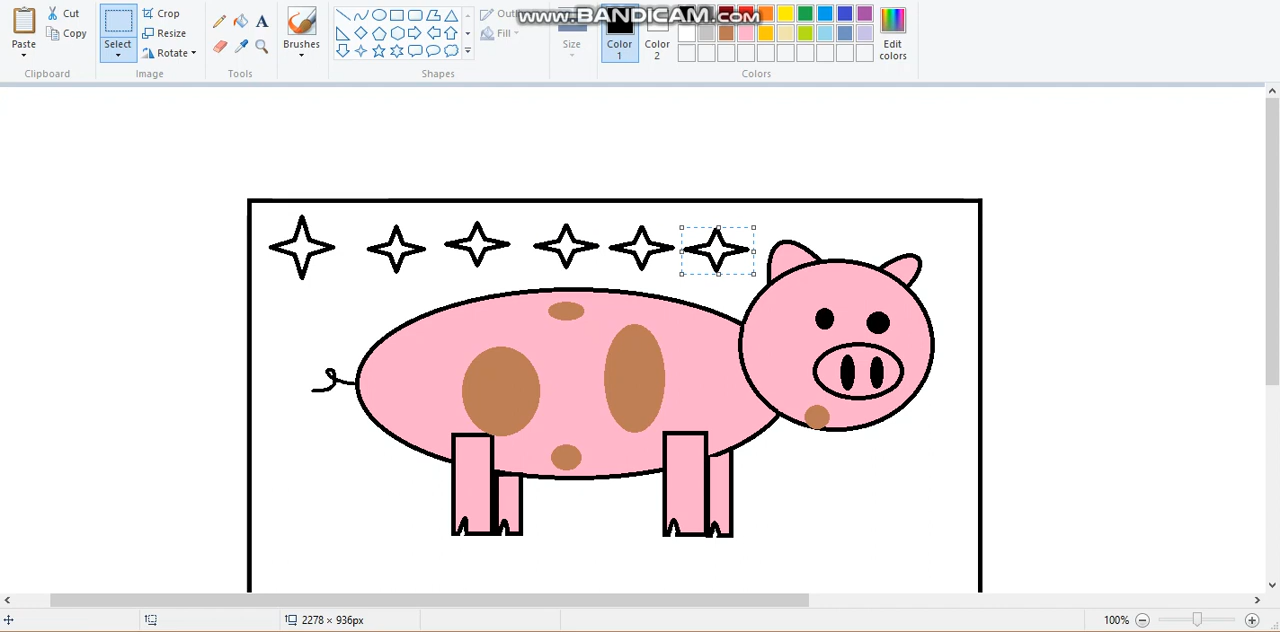 www.BANDICAM.com
Paste
Cut
Copy
Clipboard
Select
Crop
Resize
Rotate
Image
Tools
Brushes
Shapes
Fill
Size
Color 1
Color 2
Edit colors
Colors
2278 × 936px
100%